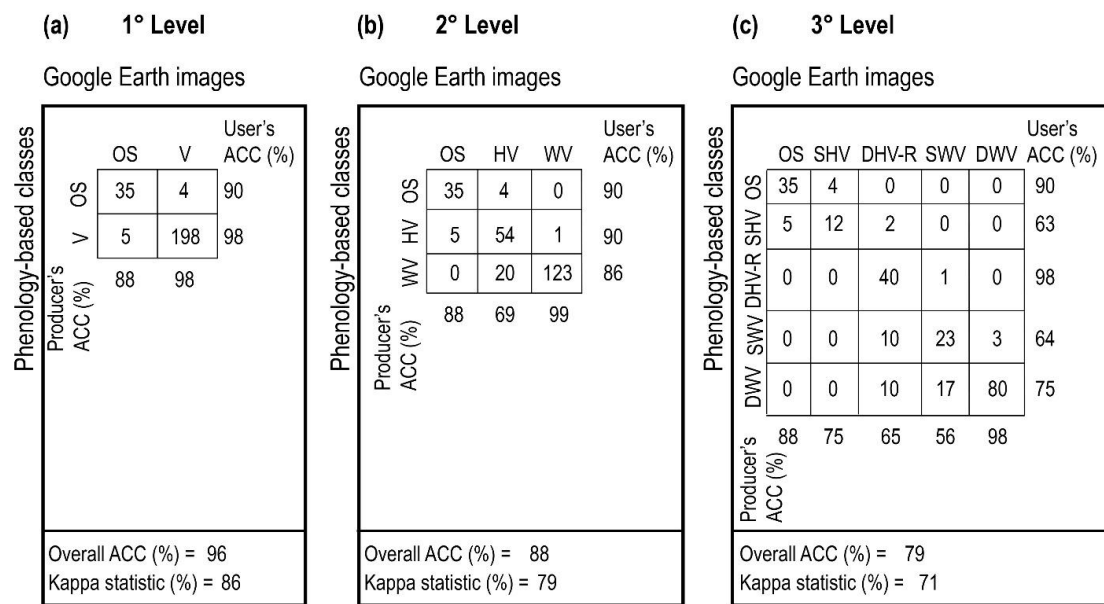 (a) 1° Level
Google Earth images
Phenology-based classes
User's
OS V ACC (%)
OS 35 4 90
V 5 198 98
88 98
Producer's
ACC (%)
Overall ACC (%) = 96
Kappa statistic (%) = 86
(b) 2° Level
Google Earth images
Phenology-based classes
User's
OS HV WV ACC (%)
OS 35 4 0 90
HV 5 54 1 90
WV 0 20 123 86
88 69 99
Producer's
ACC (%)
Overall ACC (%) = 88
Kappa statistic (%) = 79
(c) 3° Level
Google Earth images
Phenology-based classes
User's
OS SHV DHV-R SWV DWV ACC (%)
OS 35 4 0 0 0 90
SHV 5 12 2 0 0 63
DHV-R 0 0 40 1 0 98
SWV 0 0 10 23 3 64
DWV 0 0 10 17 80 75
88 75 65 56 98
Producer's
ACC (%)
Overall ACC (%) = 79
Kappa statistic (%) = 71